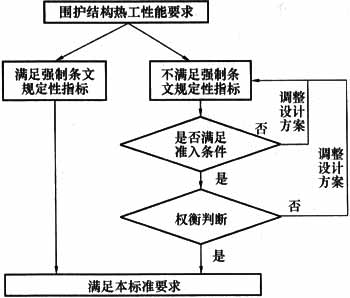 围护结构热工性能要求
满足强制条文
规定性指标
不满足强制条
文规定性指标
是否满足
准入条件
否
调整
设计
方案
是
权衡判断
否
调整
设计
方案
是
满足本标准要求